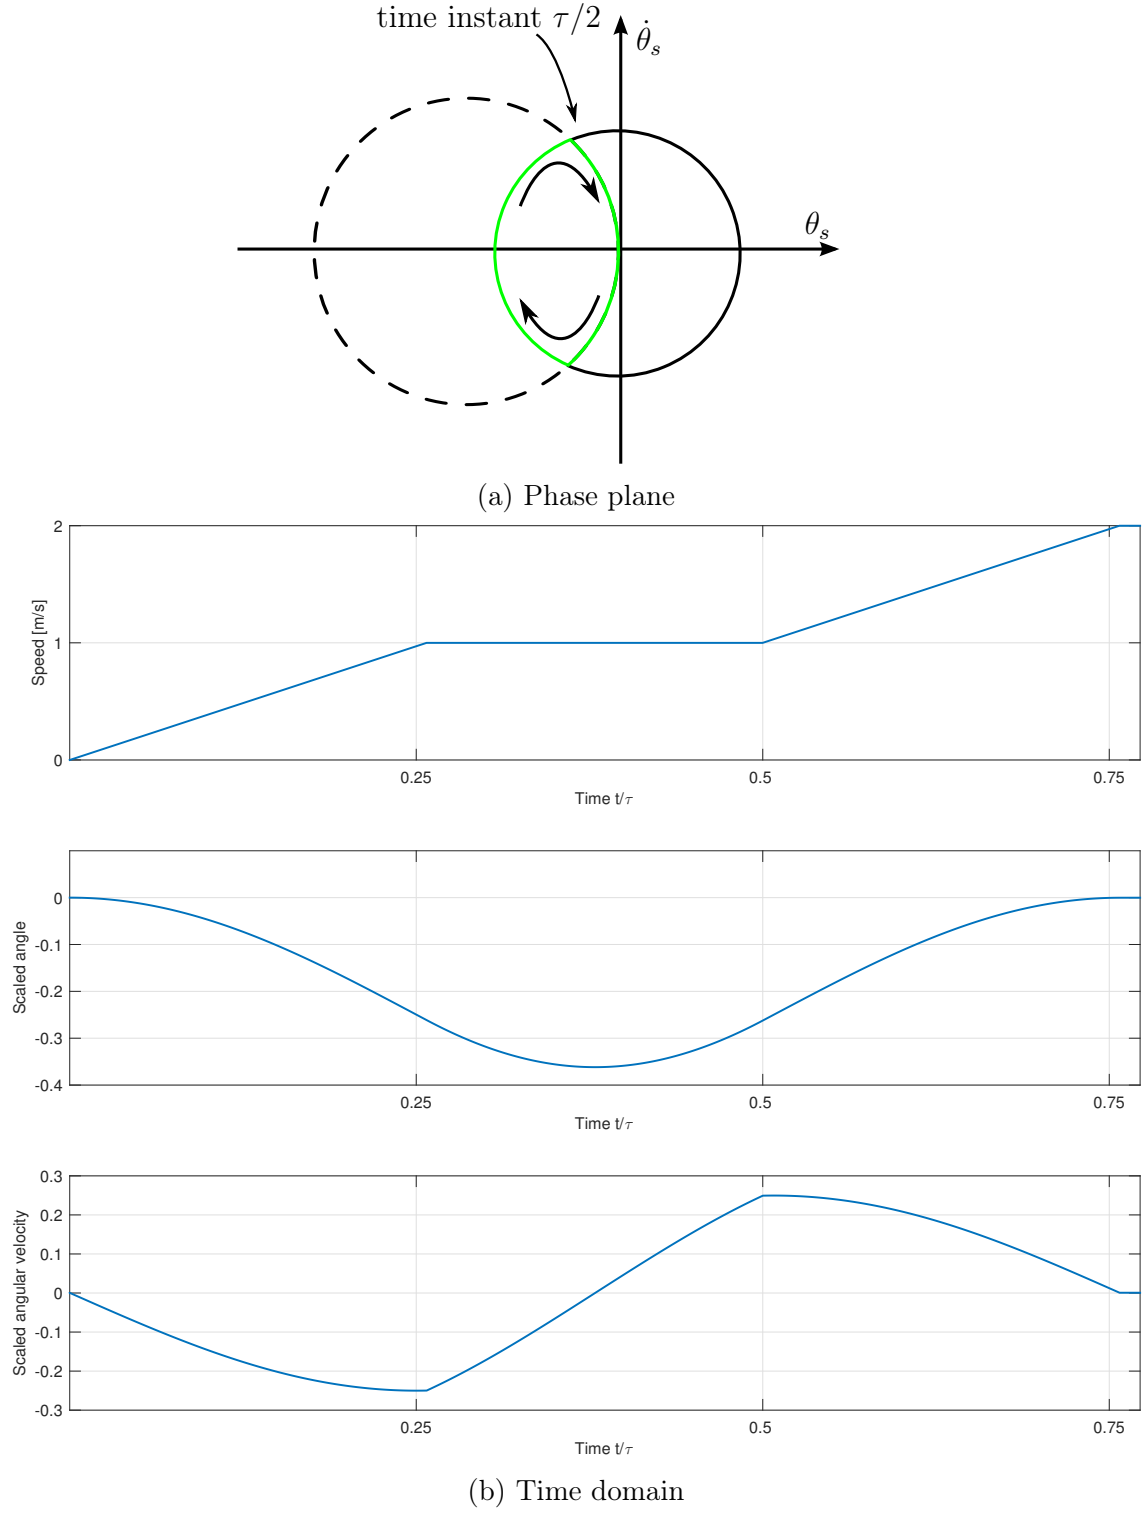 time instant τ/2
θ̇ₛ
θₛ
(a) Phase plane
2
1
0
Speed [m/s]
0.25 0.5 0.75
Time t/τ
0
-0.1
-0.2
-0.3
-0.4
Scaled angle
0.25 0.5 0.75
Time t/τ
0.3
0.2
0.1
0
-0.1
-0.2
-0.3
Scaled angular velocity
0.25 0.5 0.75
Time t/τ
(b) Time domain